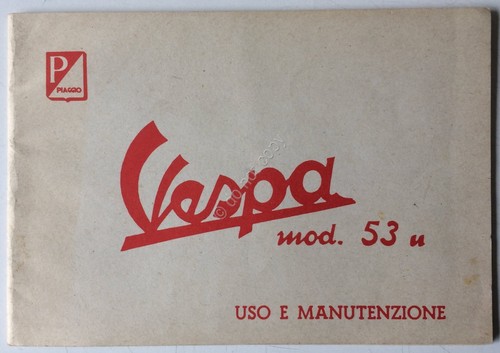 P
PIAGGIO
Vespa
mod. 53 u
USO E MANUTENZIONE